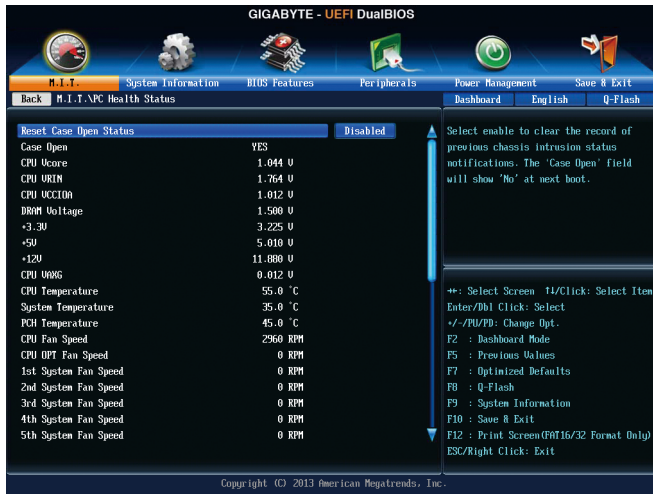 GIGABYTE - UEFI DualBIOS
M.I.T. System Information BIOS Features Peripherals Power Management Save & Exit
Back M.I.T.\PC Health Status Dashboard English Q-Flash
Reset Case Open Status Disabled
Case Open YES
CPU Vcore 1.044 V
CPU VRIN 1.764 V
CPU VCCIOA 1.012 V
DRAM Voltage 1.500 V
+3.3V 3.225 V
+5V 5.010 V
+12V 11.880 V
CPU VAXG 0.012 V
CPU Temperature 55.0 °C
System Temperature 35.0 °C
PCH Temperature 45.0 °C
CPU Fan Speed 2960 RPM
CPU OPT Fan Speed 0 RPM
1st System Fan Speed 0 RPM
2nd System Fan Speed 0 RPM
3rd System Fan Speed 0 RPM
4th System Fan Speed 0 RPM
5th System Fan Speed 0 RPM
Select enable to clear the record of
previous chassis intrusion status
notifications. The 'Case Open' field
will show 'No' at next boot.
→←: Select Screen ↑↓/Click: Select Item
Enter/Dbl Click: Select
+/-/PU/PD: Change Opt.
F2 : Dashboard Mode
F5 : Previous Values
F7 : Optimized Defaults
F8 : Q-Flash
F9 : System Information
F10 : Save & Exit
F12 : Print Screen(FAT16/32 Format Only)
ESC/Right Click: Exit
Copyright (C) 2013 American Megatrends, Inc.